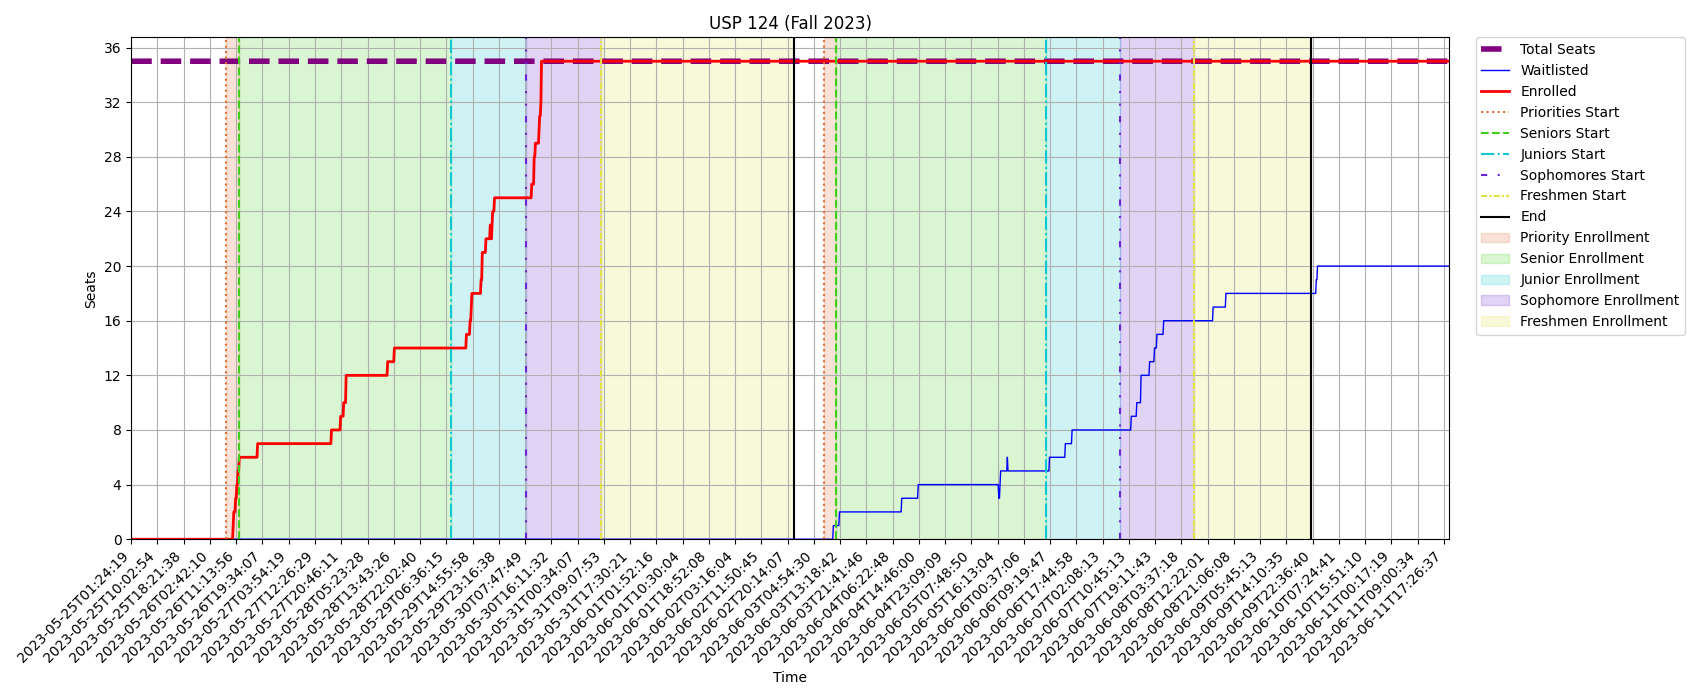 USP 124 (Fall 2023)
Seats
36
32
28
24
20
16
12
8
4
0
2023-05-25T01:24:19
2023-05-25T10:02:54
2023-05-25T18:21:38
2023-05-26T02:42:10
2023-05-26T11:13:56
2023-05-26T19:34:07
2023-05-27T03:54:19
2023-05-27T12:26:29
2023-05-27T20:46:11
2023-05-28T05:23:28
2023-05-28T13:43:26
2023-05-28T22:02:40
2023-05-29T06:36:15
2023-05-29T14:55:58
2023-05-29T23:16:38
2023-05-30T07:47:49
2023-05-30T16:11:32
2023-05-31T00:34:07
2023-05-31T09:07:53
2023-05-31T17:30:21
2023-06-01T01:52:16
2023-06-01T10:30:04
2023-06-01T18:52:08
2023-06-02T03:16:04
2023-06-02T11:50:45
2023-06-02T20:14:07
2023-06-03T04:54:30
2023-06-03T13:18:42
2023-06-03T21:41:46
2023-06-04T06:22:48
2023-06-04T14:46:00
2023-06-04T23:09:09
2023-06-05T07:48:50
2023-06-05T16:13:04
2023-06-06T00:37:06
2023-06-06T09:19:47
2023-06-06T17:44:58
2023-06-07T02:08:13
2023-06-07T10:45:13
2023-06-07T19:11:43
2023-06-08T03:37:18
2023-06-08T12:22:01
2023-06-08T21:06:08
2023-06-09T05:45:13
2023-06-09T14:10:35
2023-06-09T22:36:40
2023-06-10T07:24:41
2023-06-10T15:51:10
2023-06-11T00:17:19
2023-06-11T09:00:34
2023-06-11T17:26:37
Time
Total Seats
Waitlisted
Enrolled
Priorities Start
Seniors Start
Juniors Start
Sophomores Start
Freshmen Start
End
Priority Enrollment
Senior Enrollment
Junior Enrollment
Sophomore Enrollment
Freshmen Enrollment